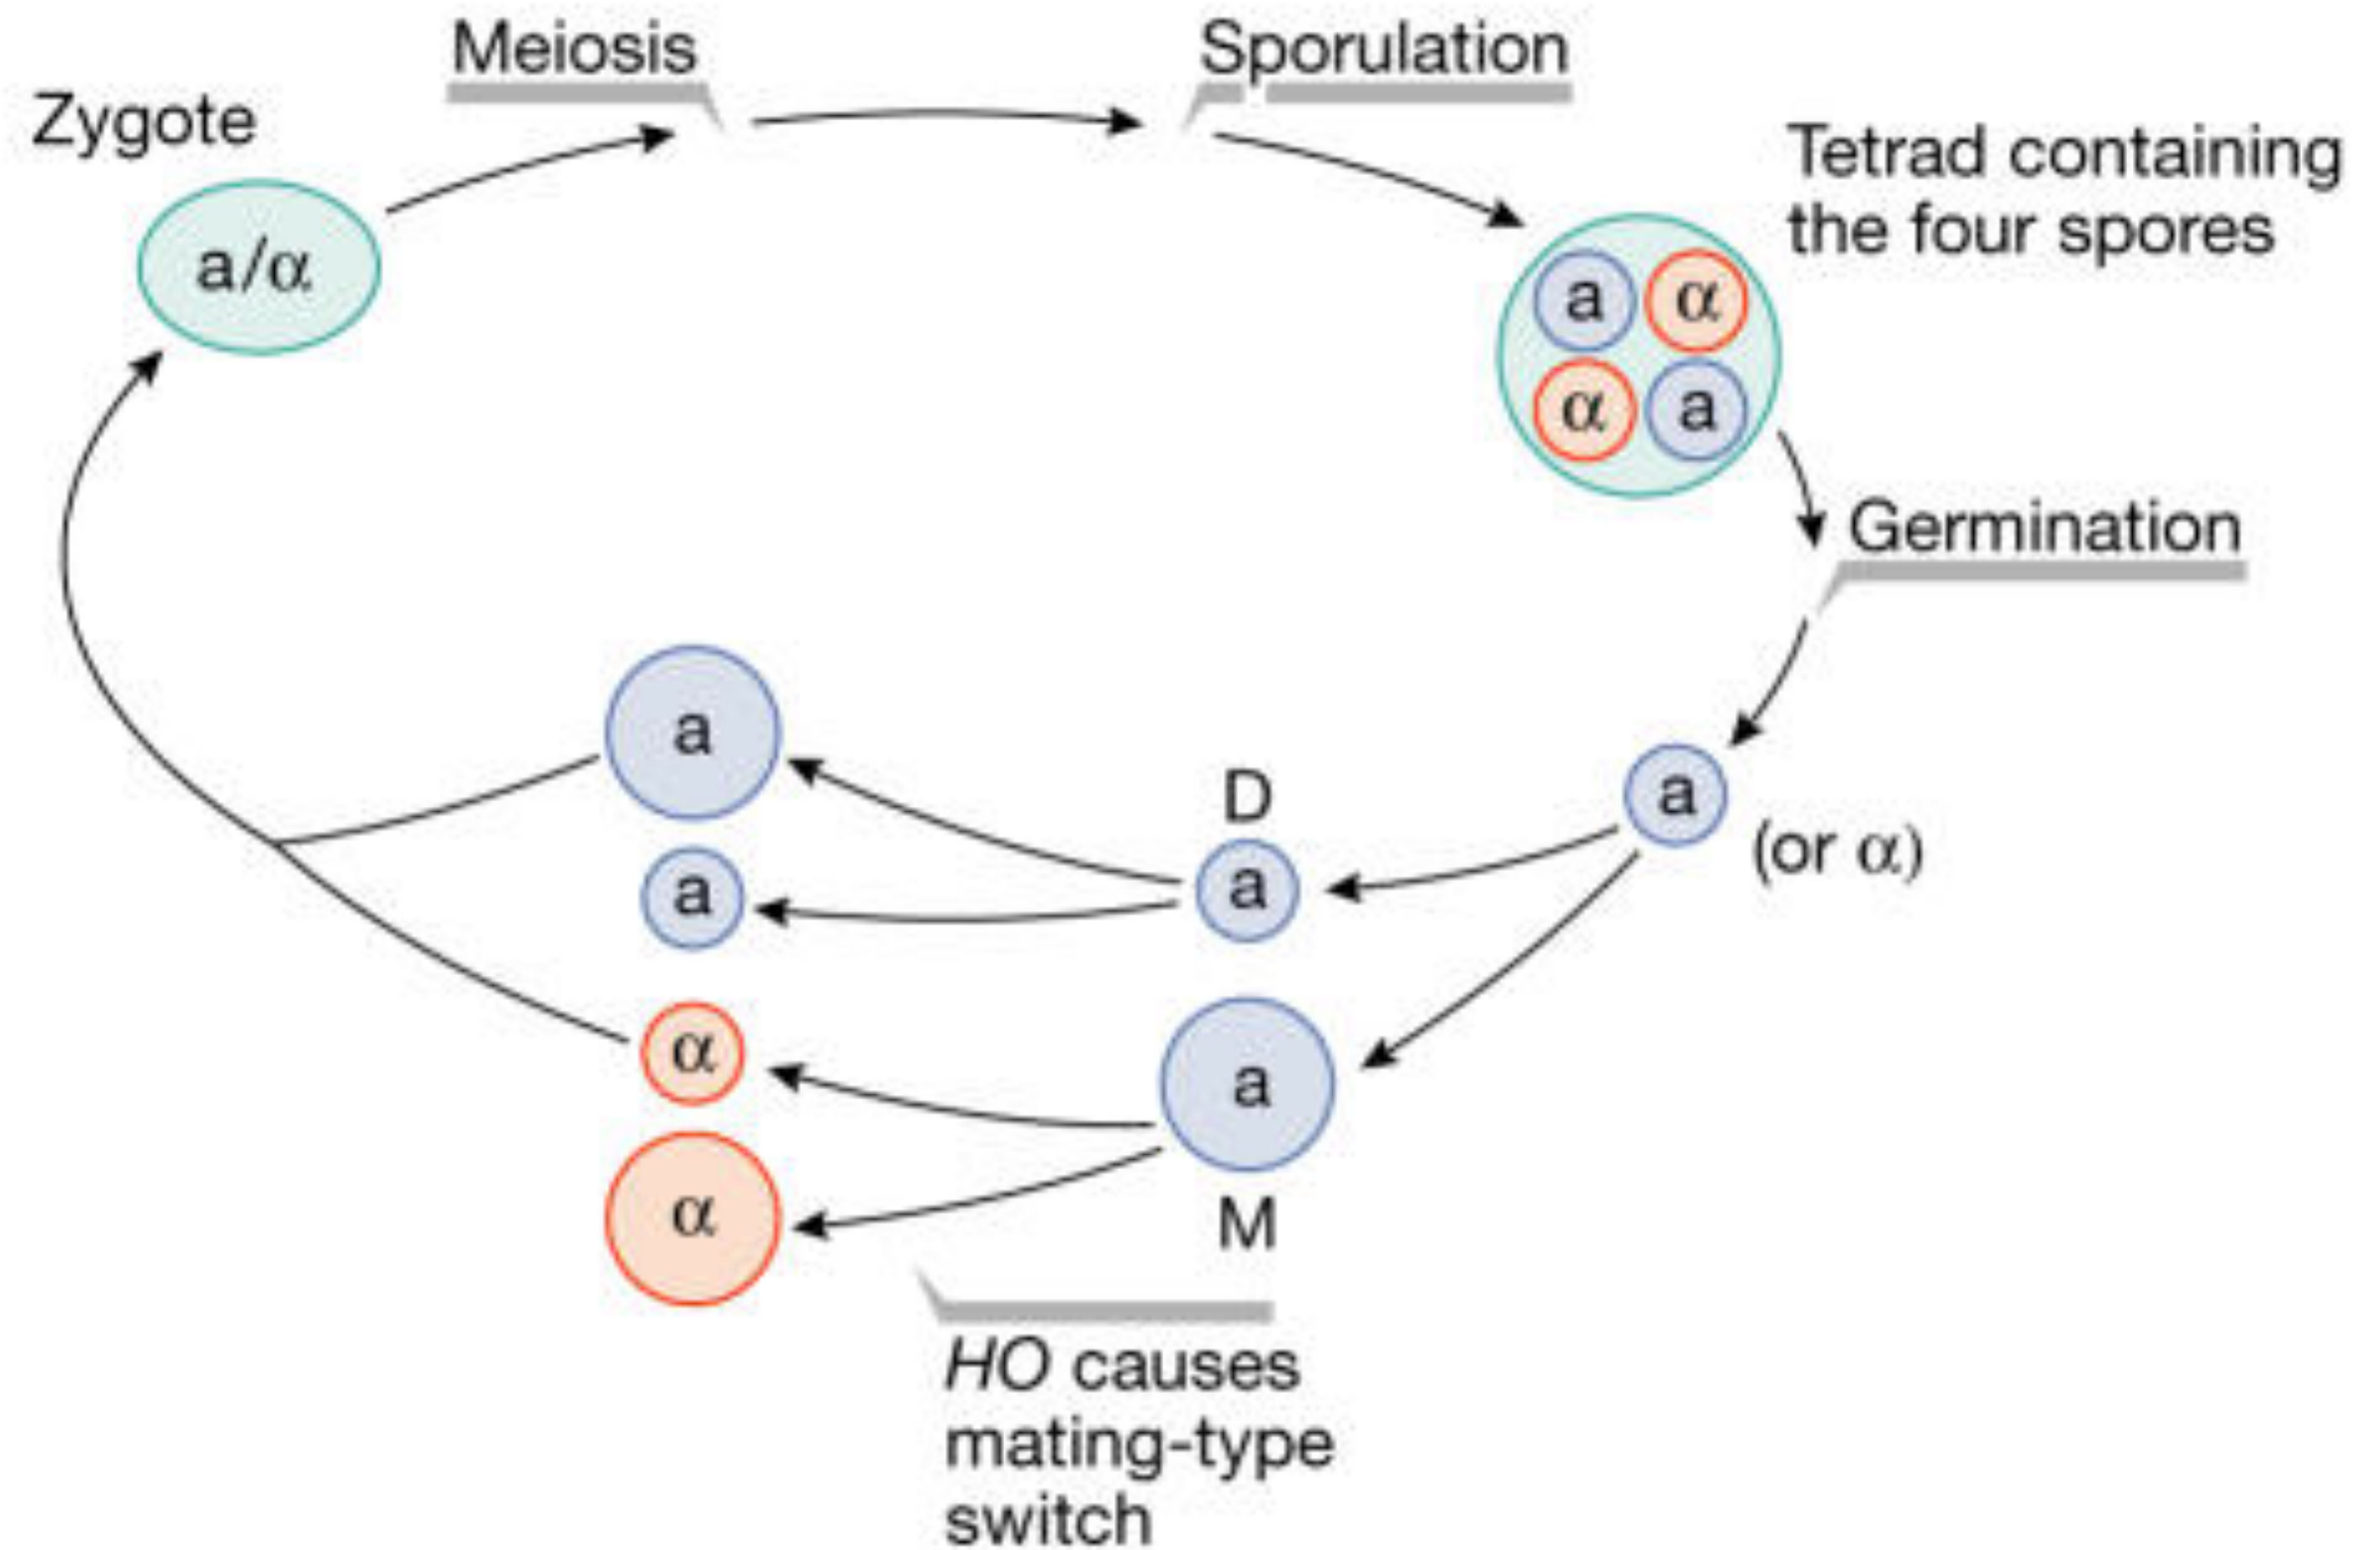 Meiosis
Sporulation
Zygote
Tetrad containing
the four spores
a/α
a α
α a
Germination
a
(or α)
D
a
a
a
α
a
α
M
HO causes
mating-type
switch